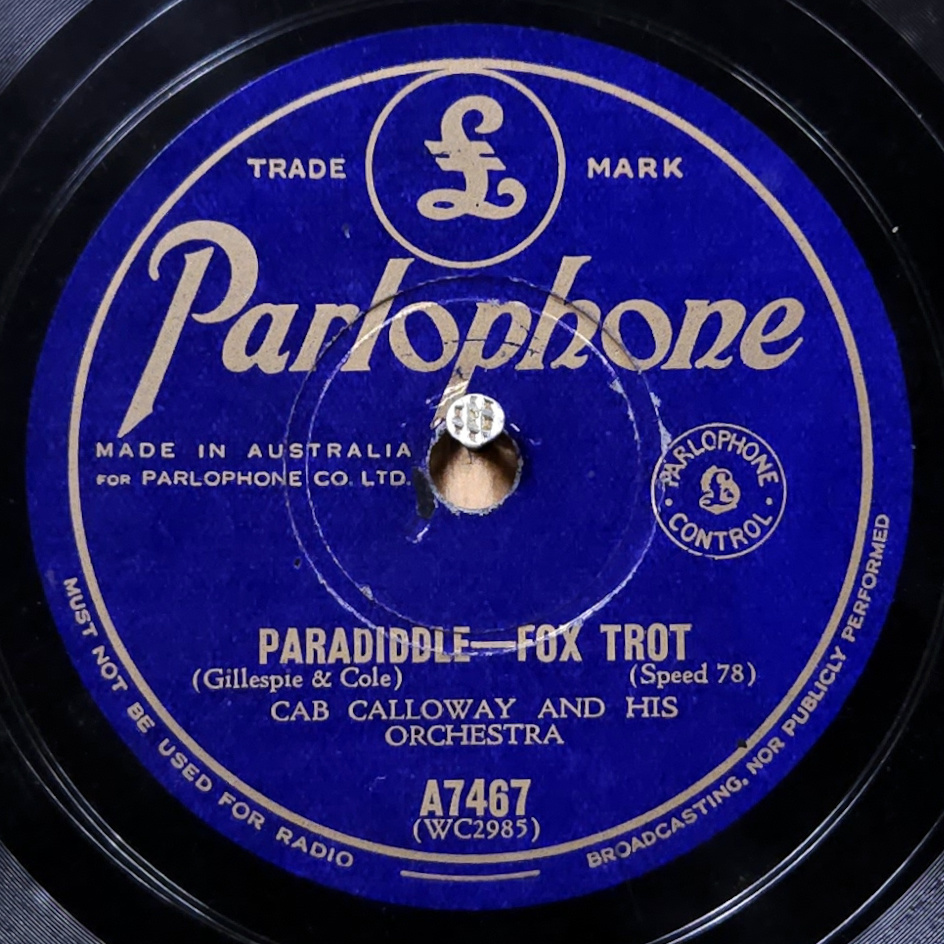 £
TRADE MARK
Parlophone
MADE IN AUSTRALIA
FOR PARLOPHONE CO. LTD.
PARLOPHONE
£
CONTROL
PARADIDDLE—FOX TROT
(Gillespie & Cole) (Speed 78)
CAB CALLOWAY AND HIS
ORCHESTRA
A7467
(WC2985)
MUST NOT BE USED FOR RADIO
BROADCASTING, NOR PUBLICLY PERFORMED